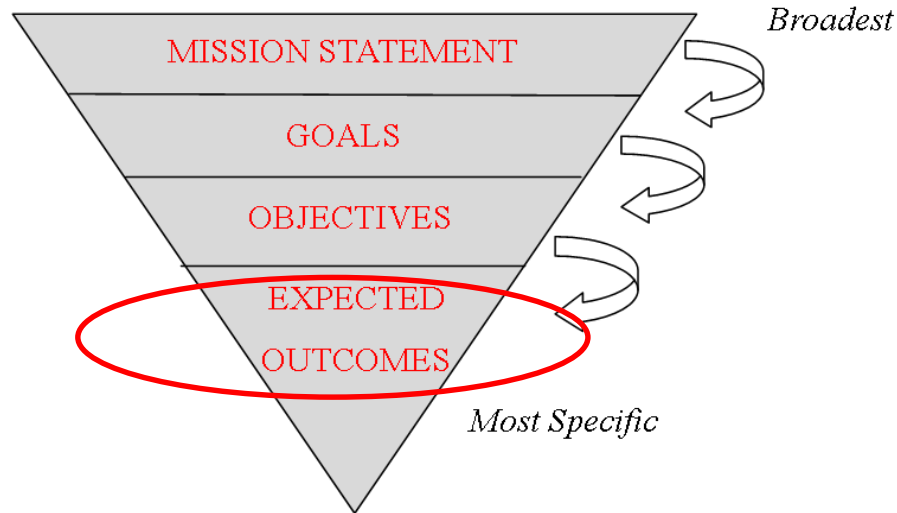 Broadest
MISSION STATEMENT
GOALS
OBJECTIVES
EXPECTED
OUTCOMES
Most Specific